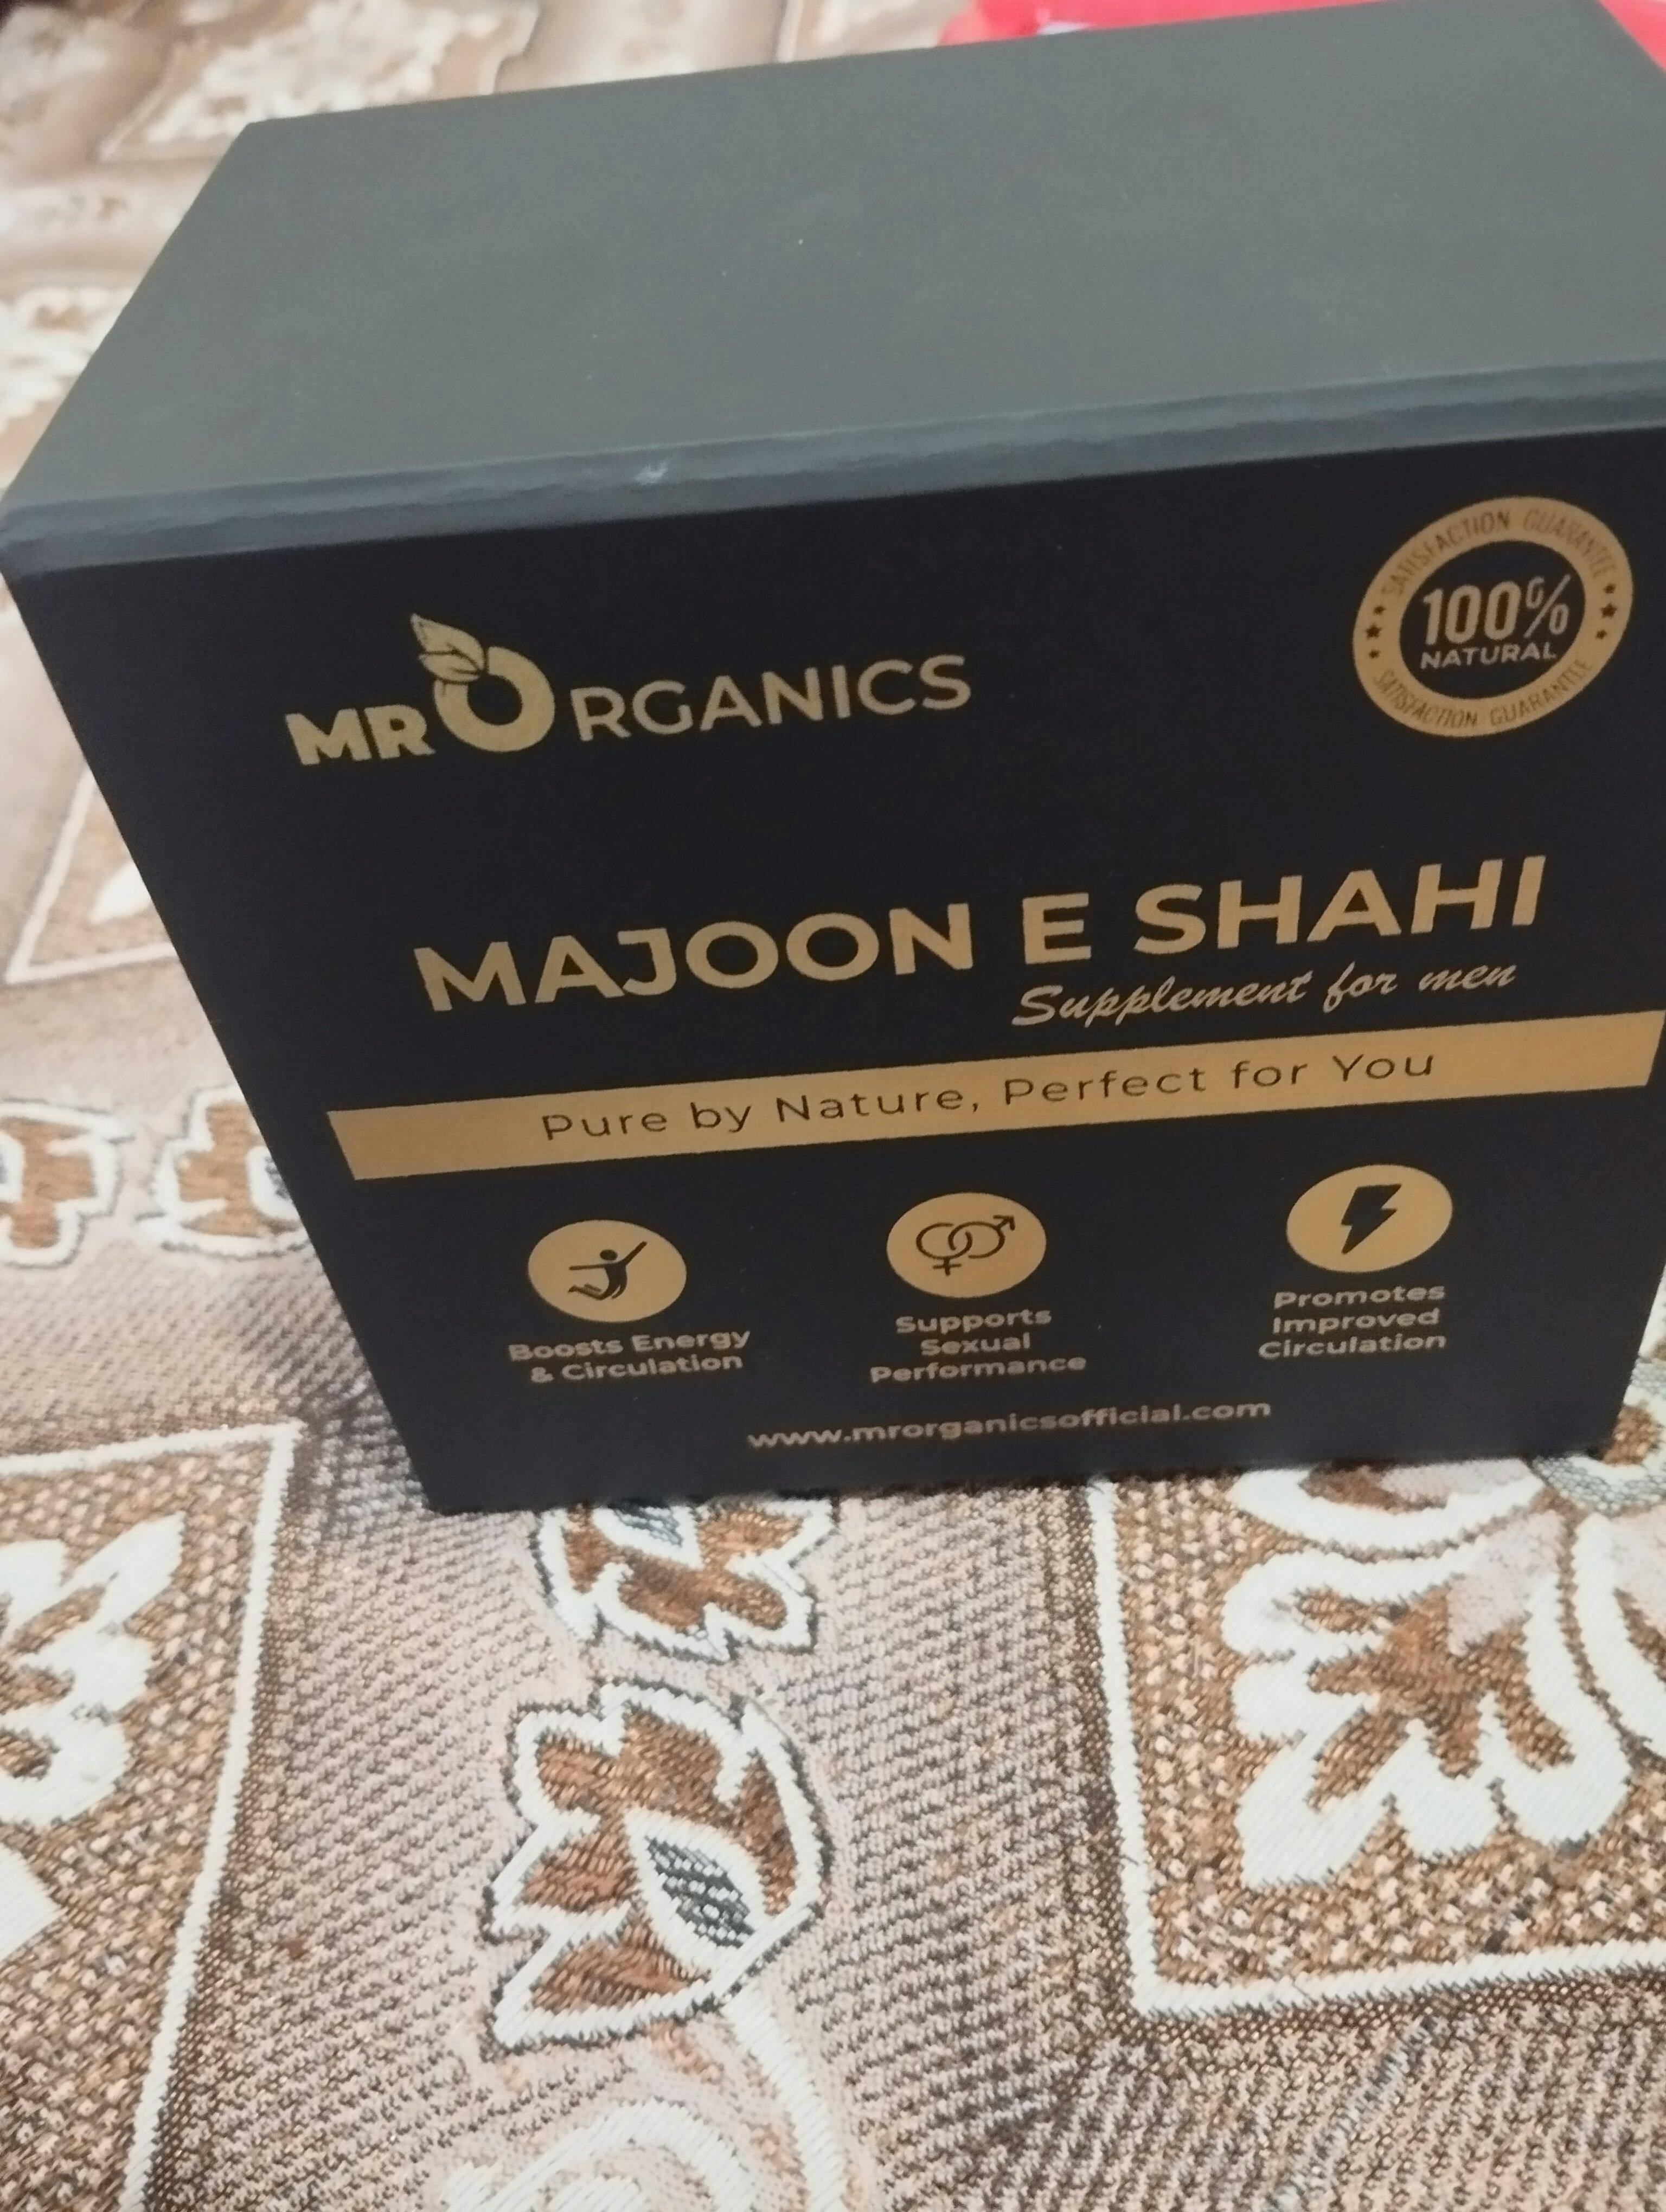 MR ORGANICS
SATISFACTION GUARANTEE
100%
NATURAL
SATISFACTION GUARANTEE
MAJOON E SHAHI
Supplement for men
Pure by Nature, Perfect for You
Boosts Energy
& Circulation
Supports
Sexual
Performance
Promotes
Improved
Circulation
www.mrorganicsofficial.com